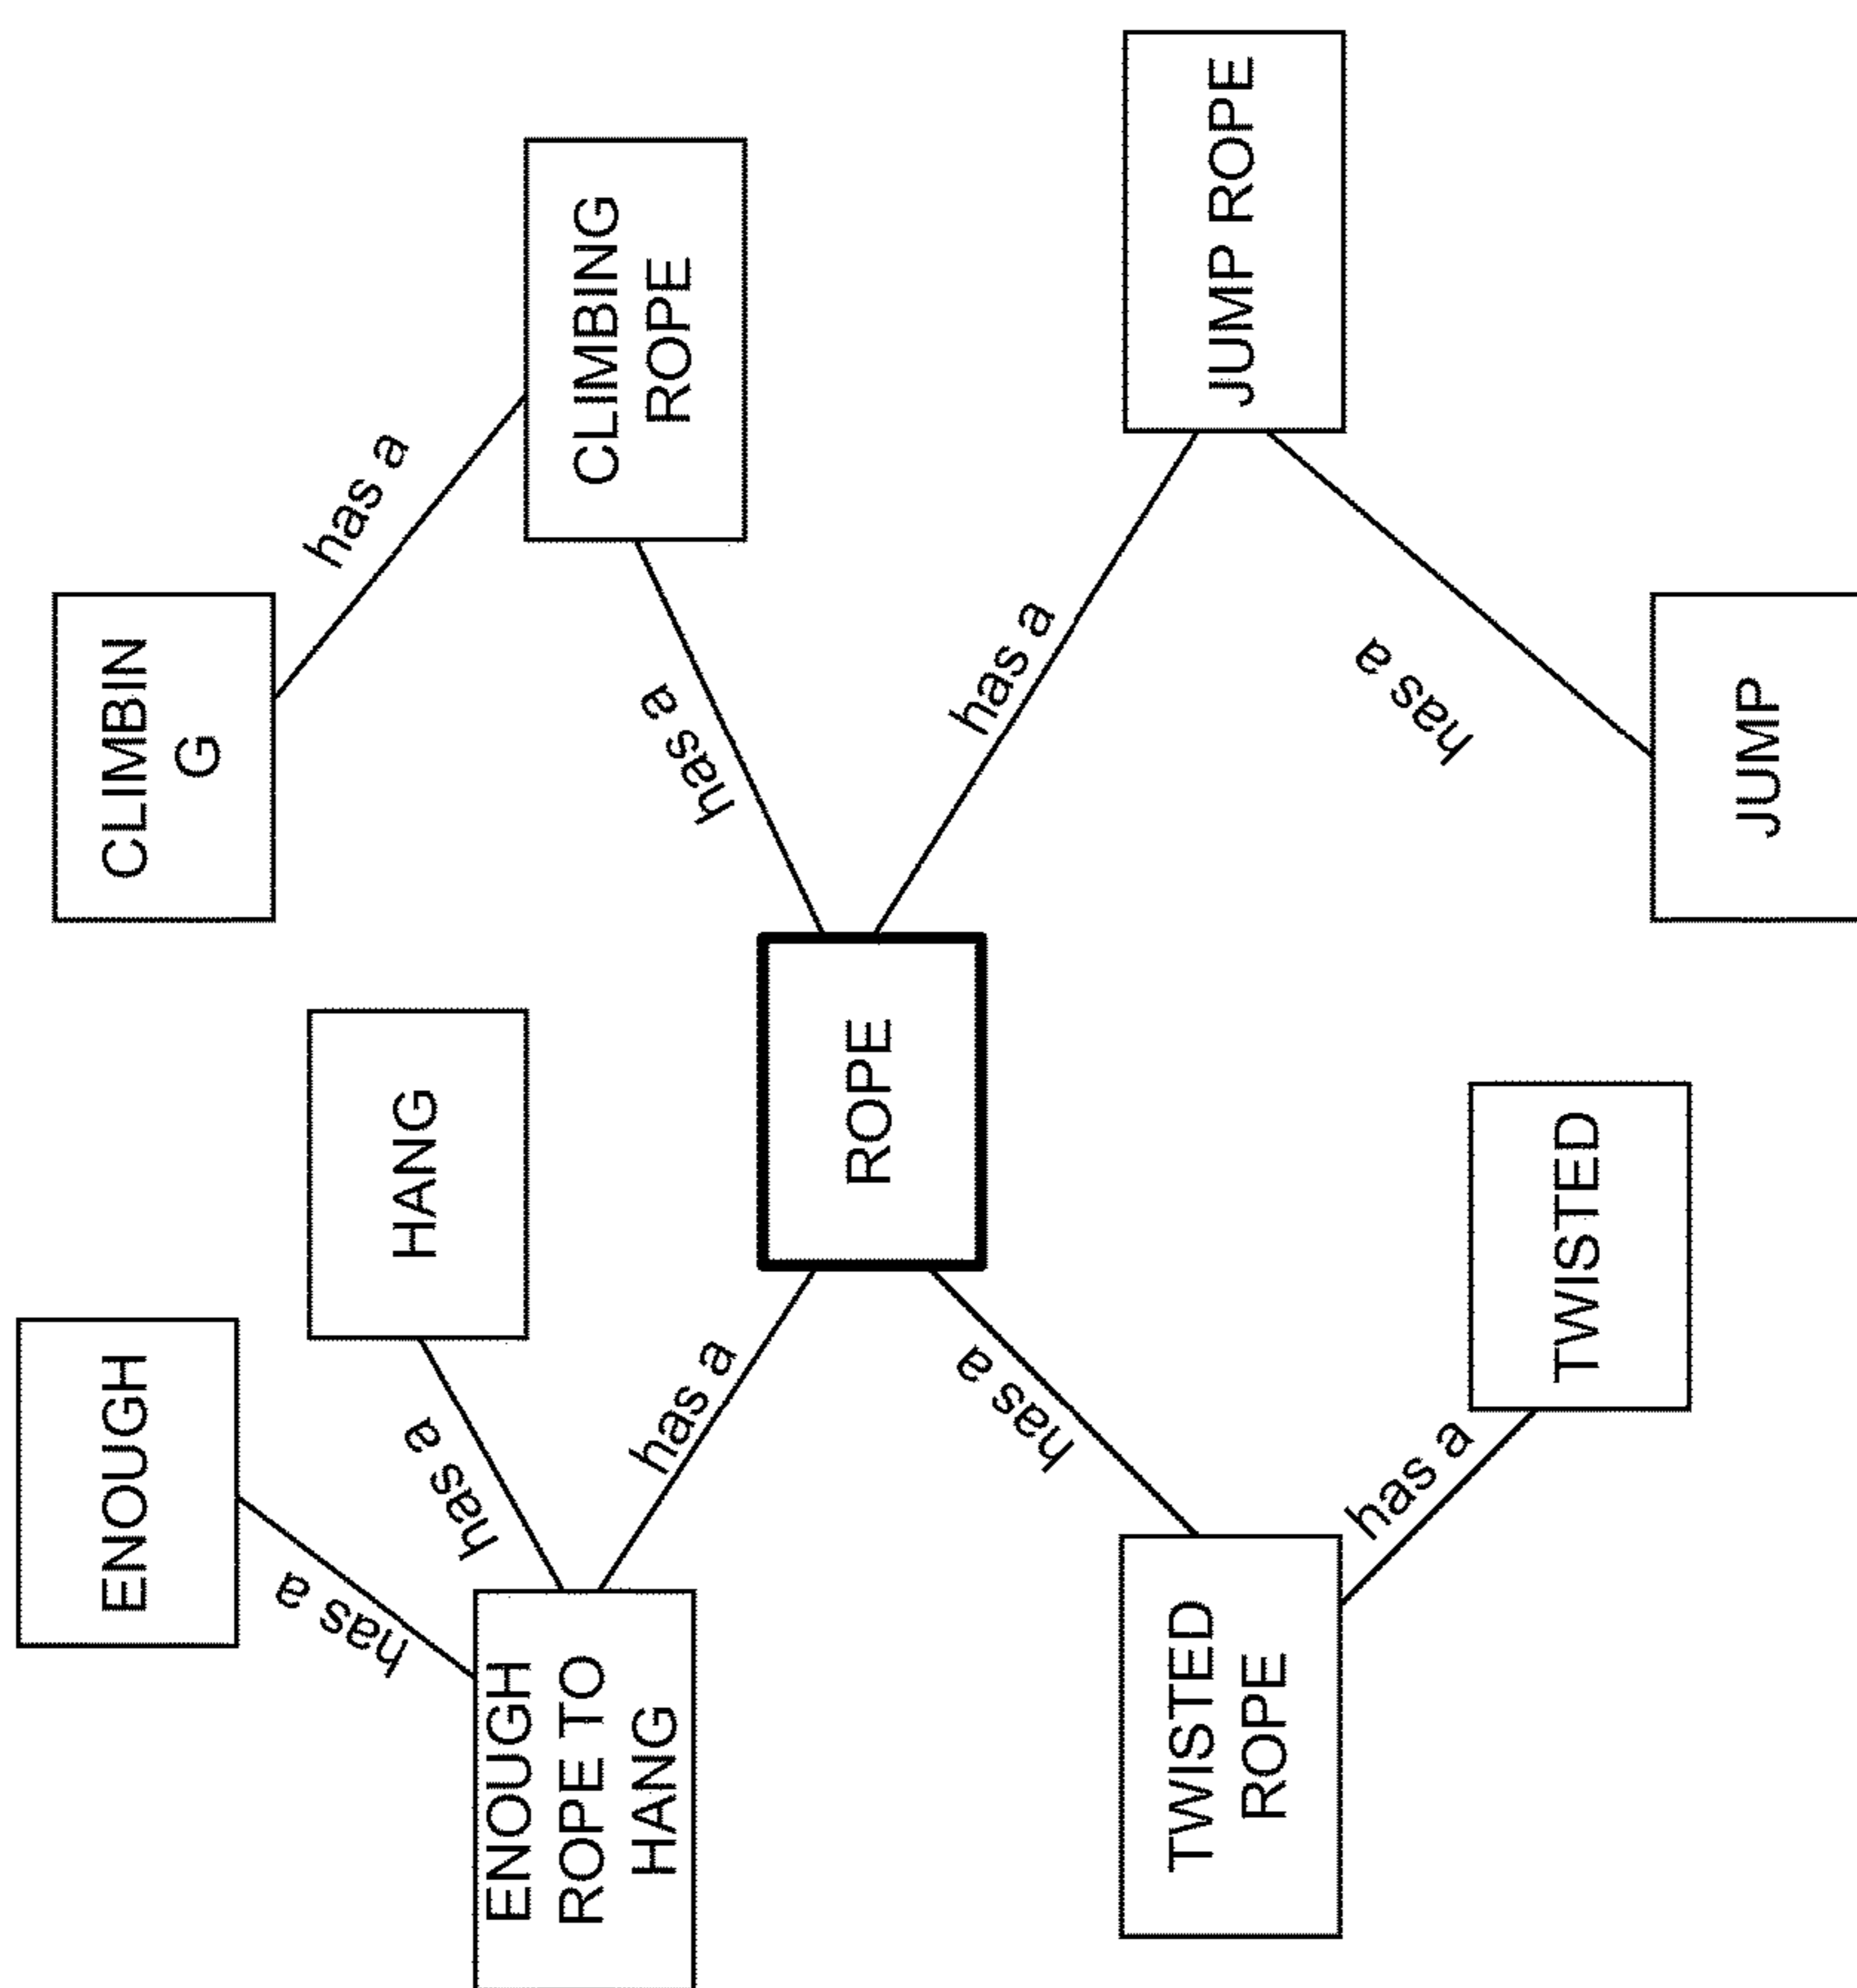 ENOUGH
has a
HANG
has a
ENOUGH
ROPE TO
HANG
has a
CLIMBIN
G
has a
CLIMBING
ROPE
has a
ROPE
has a
JUMP ROPE
has a
JUMP
has a
TWISTED
ROPE
has a
TWISTED